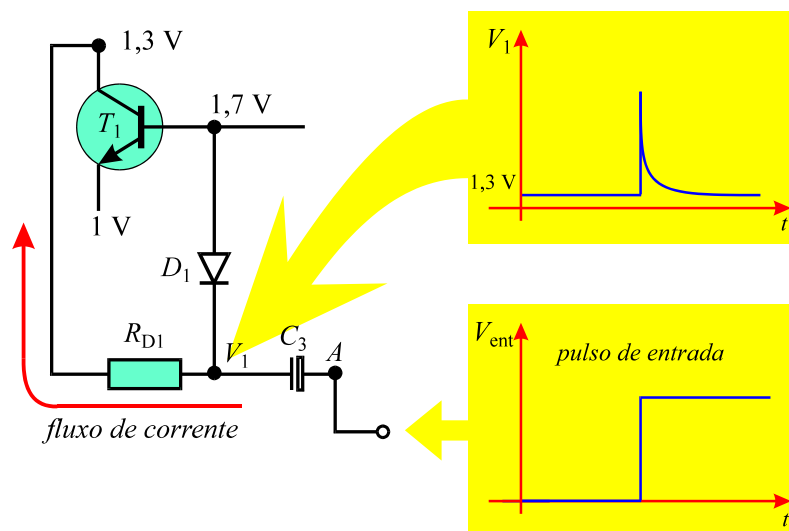 1,3 V
T1
1,7 V
1 V
D1
RD1
V1
C3
A
fluxo de corrente
V1
1,3 V
t
Vent
pulso de entrada
t